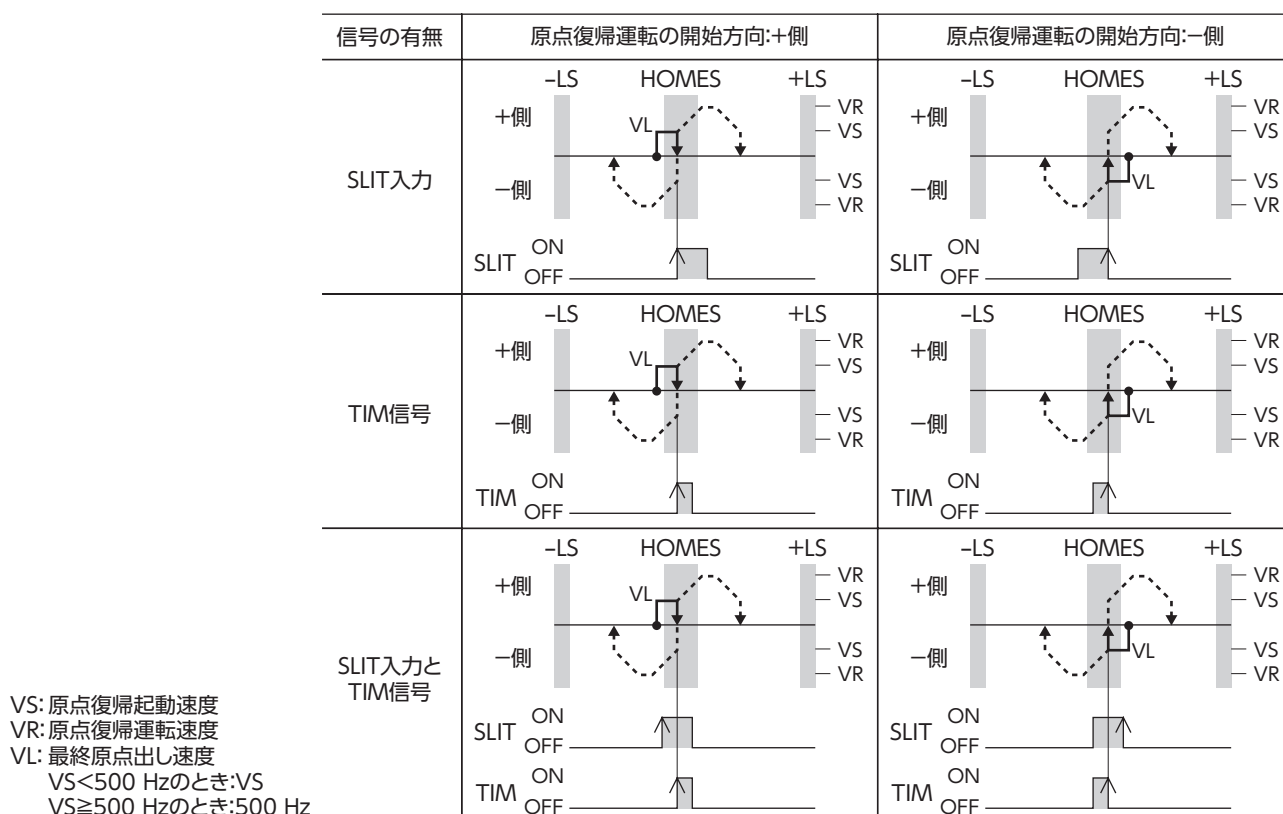 信号の有無 原点復帰運転の開始方向:+側 原点復帰運転の開始方向:−側
SLIT入力
−LS HOMES +LS
+側 VL VR
VS
−側 VS
VR
SLIT ON
OFF
−LS HOMES +LS
+側 VR
VS
−側 VL VS
VR
SLIT ON
OFF
TIM信号
−LS HOMES +LS
+側 VL VR
VS
−側 VS
VR
TIM ON
OFF
−LS HOMES +LS
+側 VR
VS
−側 VL VS
VR
TIM ON
OFF
SLIT入力と
TIM信号
−LS HOMES +LS
+側 VL VR
VS
−側 VS
VR
SLIT ON
OFF
TIM ON
OFF
−LS HOMES +LS
+側 VR
VS
−側 VL VS
VR
SLIT ON
OFF
TIM ON
OFF
VS:原点復帰起動速度
VR:原点復帰運転速度
VL:最終原点出し速度
VS<500 Hzのとき:VS
VS≧500 Hzのとき:500 Hz